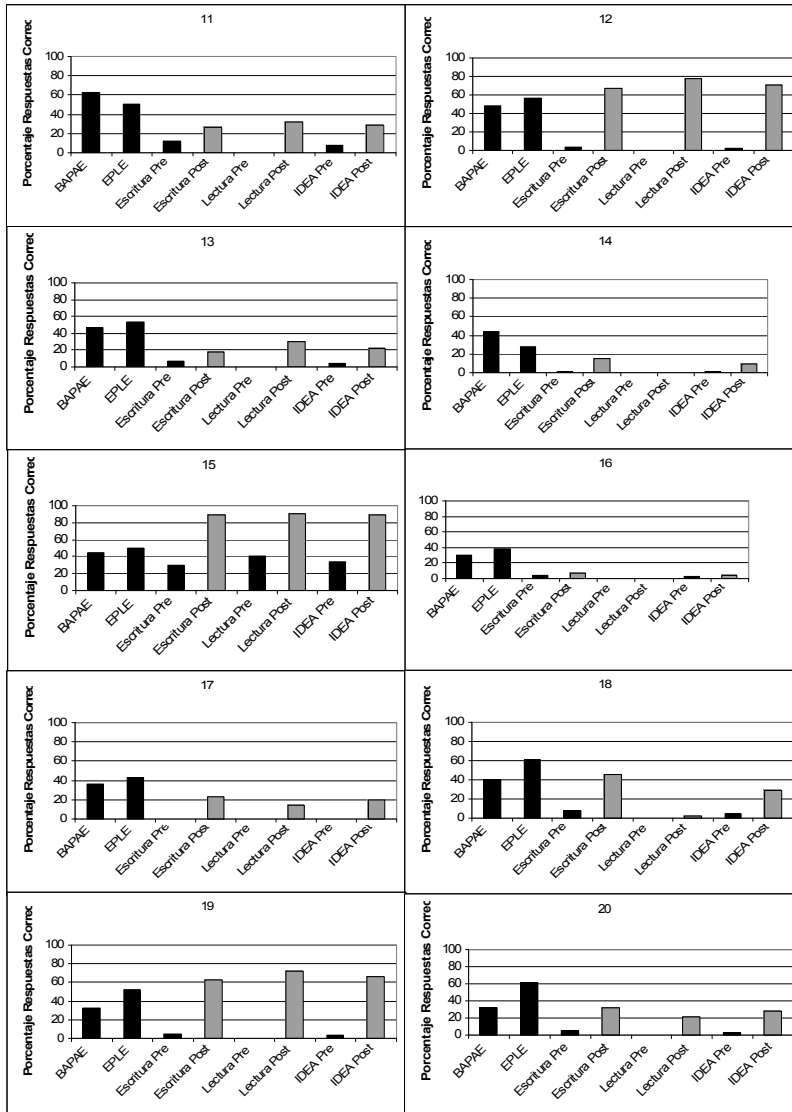 11
Porcentaje Respuestas Correc
100
80
60
40
20
0
BAPAE
EPLE
Escritura Pre
Escritura Post
Lectura Pre
Lectura Post
IDEA Pre
IDEA Post
12
Porcentaje Respuestas Correc
100
80
60
40
20
0
BAPAE
EPLE
Escritura Pre
Escritura Post
Lectura Pre
Lectura Post
IDEA Pre
IDEA Post
13
Porcentaje Respuestas Correc
100
80
60
40
20
0
BAPAE
EPLE
Escritura Pre
Escritura Post
Lectura Pre
Lectura Post
IDEA Pre
IDEA Post
14
Porcentaje Respuestas Correc
100
80
60
40
20
0
BAPAE
EPLE
Escritura Pre
Escritura Post
Lectura Pre
Lectura Post
IDEA Pre
IDEA Post
15
Porcentaje Respuestas Correc
100
80
60
40
20
0
BAPAE
EPLE
Escritura Pre
Escritura Post
Lectura Pre
Lectura Post
IDEA Pre
IDEA Post
16
Porcentaje Respuestas Correc
100
80
60
40
20
0
BAPAE
EPLE
Escritura Pre
Escritura Post
Lectura Pre
Lectura Post
IDEA Pre
IDEA Post
17
Porcentaje Respuestas Correc
100
80
60
40
20
0
BAPAE
EPLE
Escritura Pre
Escritura Post
Lectura Pre
Lectura Post
IDEA Pre
IDEA Post
18
Porcentaje Respuestas Correc
100
80
60
40
20
0
BAPAE
EPLE
Escritura Pre
Escritura Post
Lectura Pre
Lectura Post
IDEA Pre
IDEA Post
19
Porcentaje Respuestas Correc
100
80
60
40
20
0
BAPAE
EPLE
Escritura Pre
Escritura Post
Lectura Pre
Lectura Post
IDEA Pre
IDEA Post
20
Porcentaje Respuestas Correc
100
80
60
40
20
0
BAPAE
EPLE
Escritura Pre
Escritura Post
Lectura Pre
Lectura Post
IDEA Pre
IDEA Post